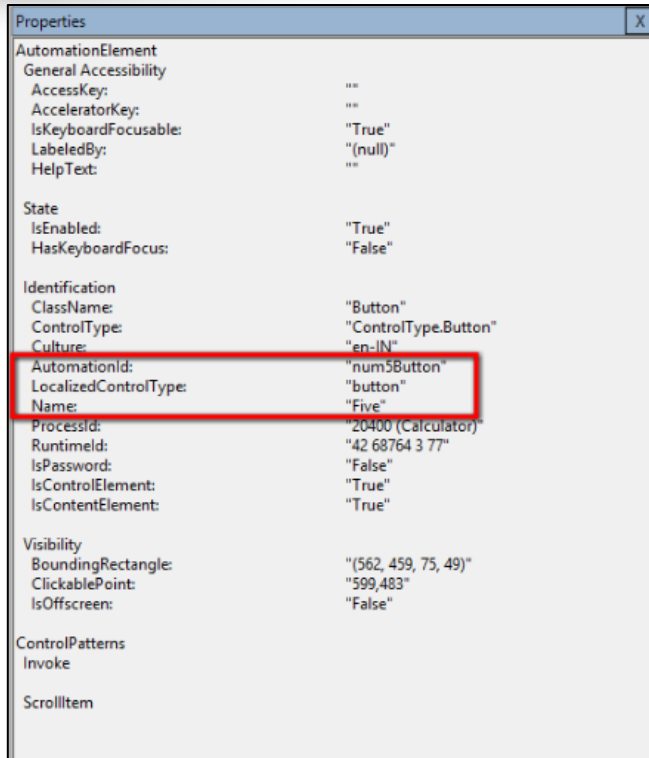 Properties X
AutomationElement
General Accessibility
AccessKey: ""
AcceleratorKey: ""
IsKeyboardFocusable: "True"
LabeledBy: "(null)"
HelpText: ""
State
IsEnabled: "True"
HasKeyboardFocus: "False"
Identification
ClassName: "Button"
ControlType: "ControlType.Button"
Culture: "en-IN"
AutomationId: "num5Button"
LocalizedControlType: "button"
Name: "Five"
ProcessId: "20400 (Calculator)"
RuntimeId: "42 68764 3 77"
IsPassword: "False"
IsControlElement: "True"
IsContentElement: "True"
Visibility
BoundingRectangle: "(562, 459, 75, 49)"
ClickablePoint: "599,483"
IsOffscreen: "False"
ControlPatterns
Invoke
ScrollItem